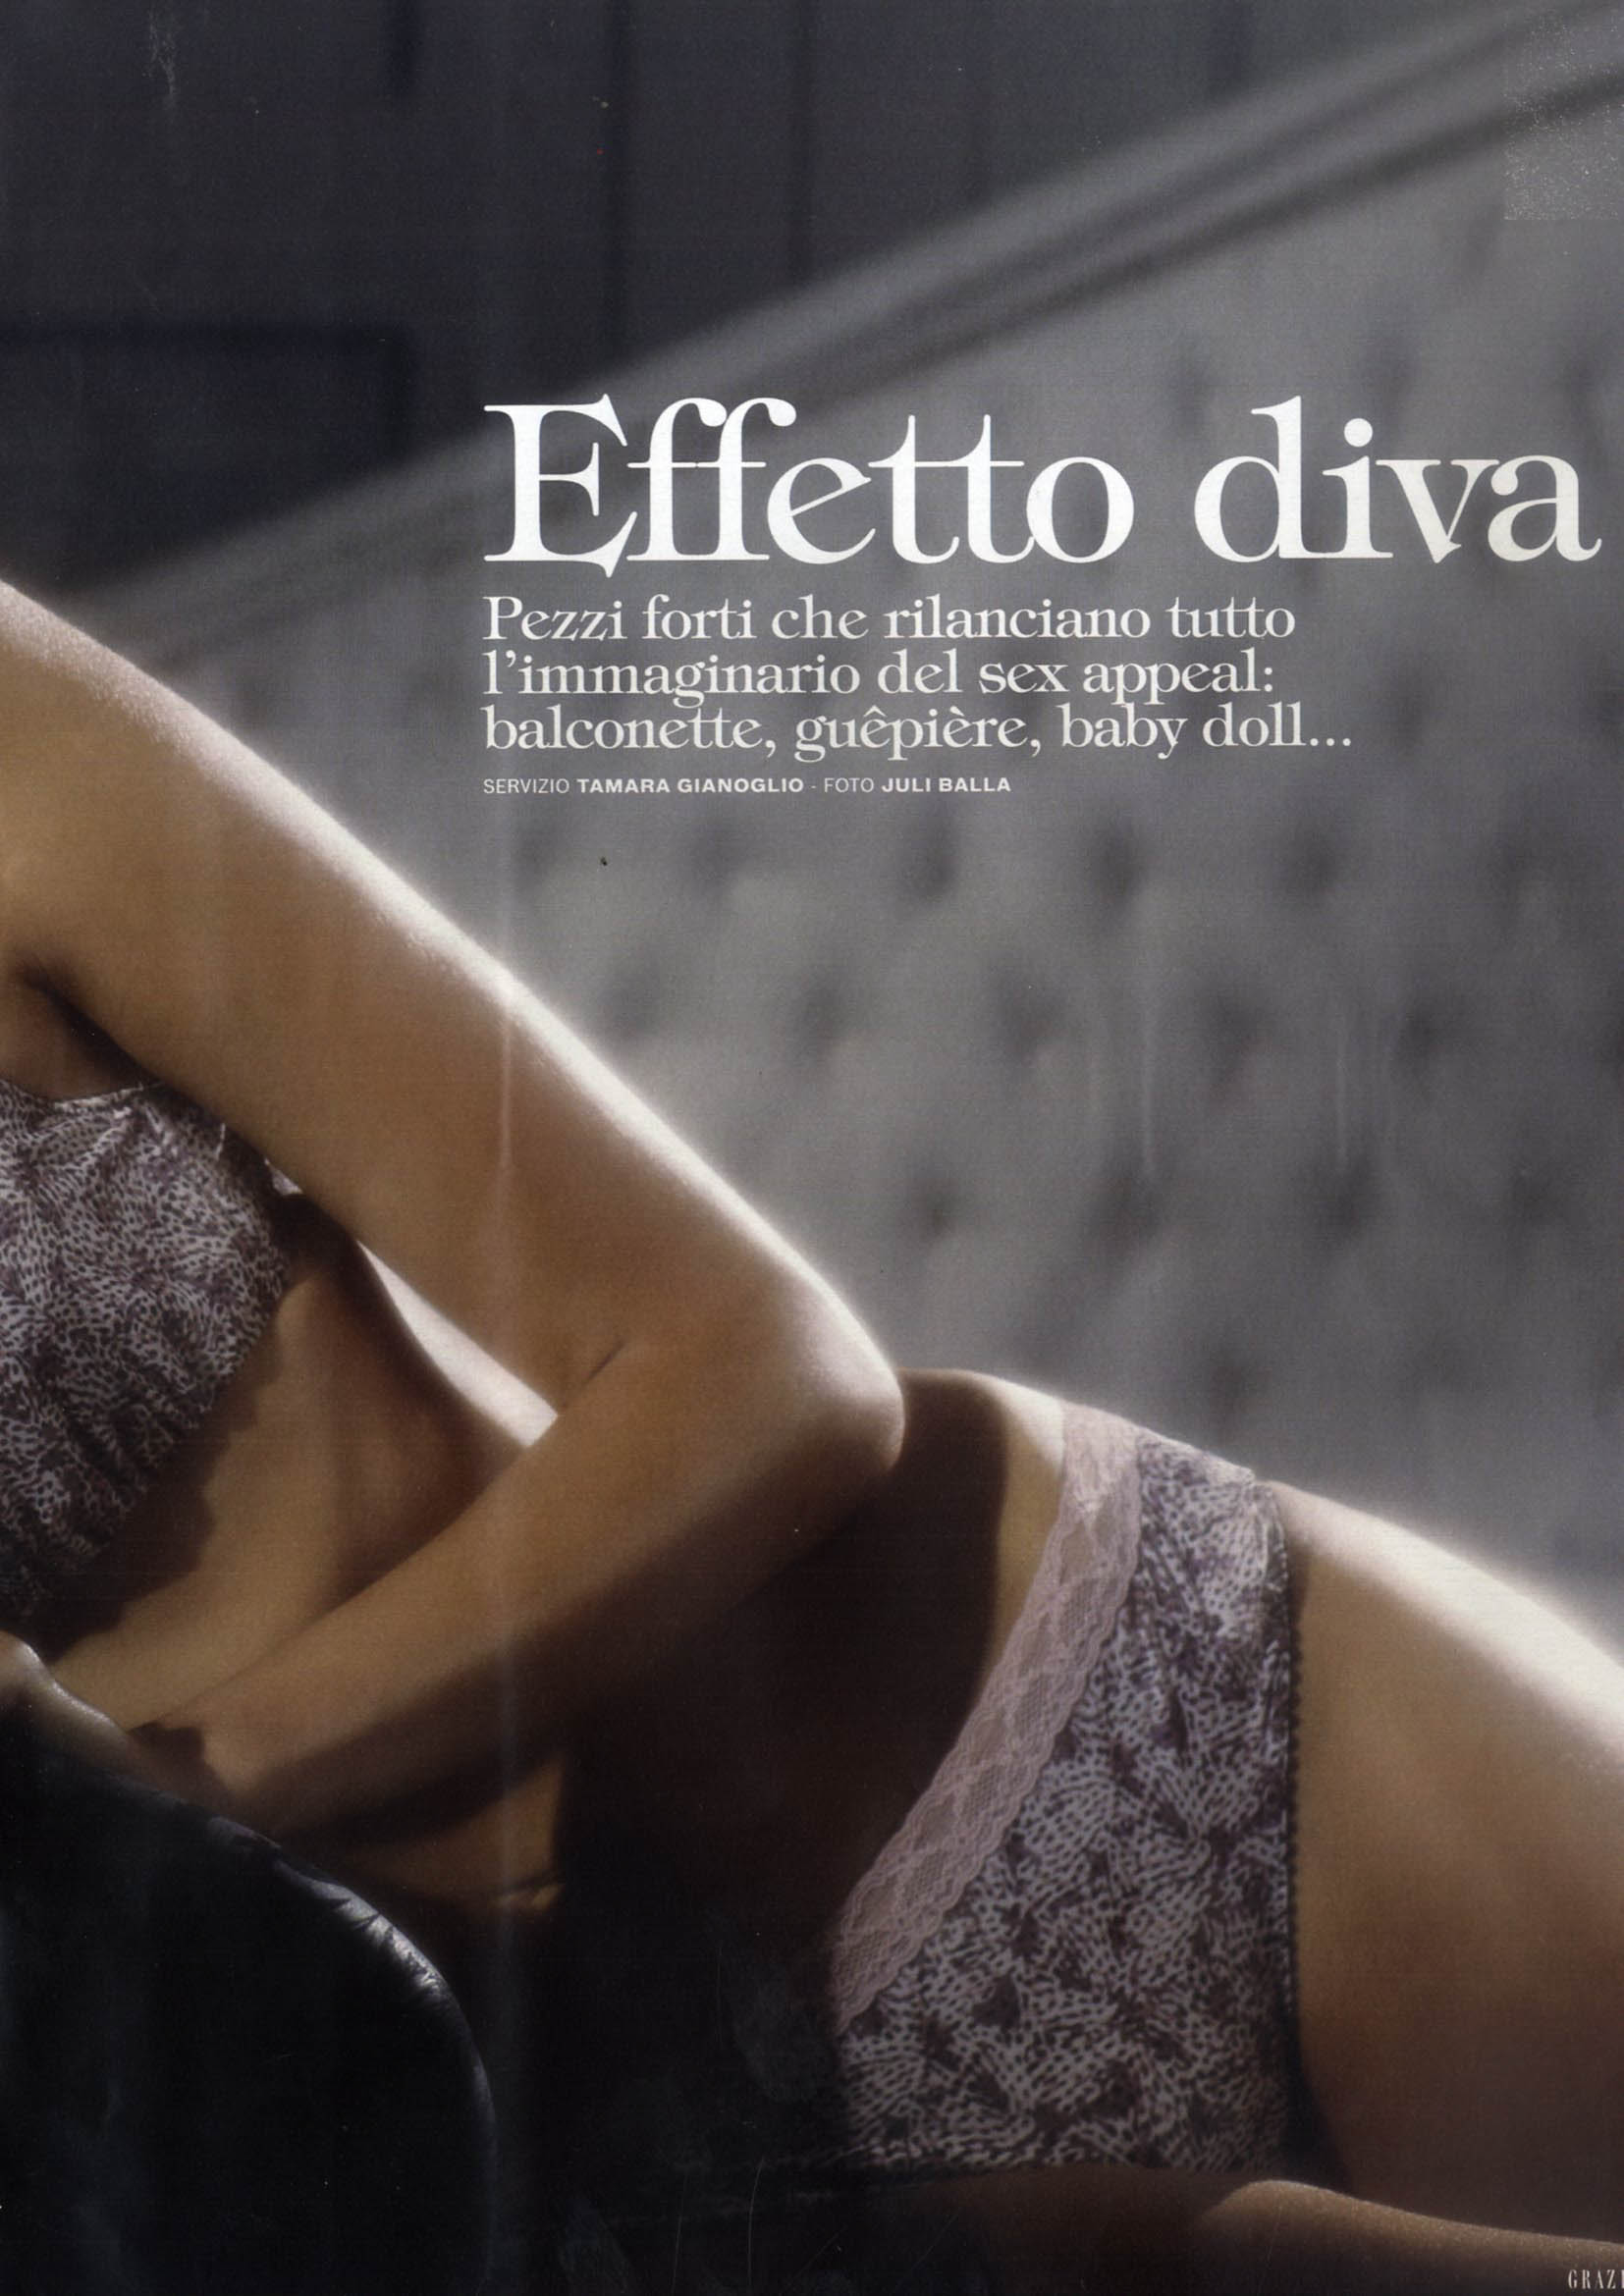 Effetto diva
Pezzi forti che rilanciano tutto
l'immaginario del sex appeal:
balconette, guêpière, baby doll...
SERVIZIO TAMARA GIANOGLIO - FOTO JULI BALLA
GRAZ